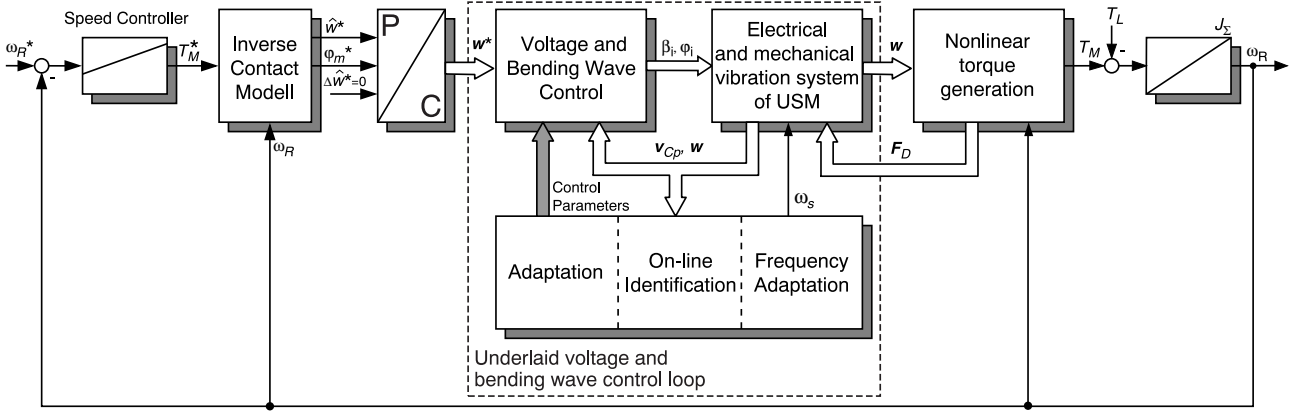 Speed Controller
ω_R*
-
T_M*
Inverse
Contact
Modell
ŵ*
φ_m*
Δŵ*=0
P
C
w*
Voltage and
Bending Wave
Control
β_i, φ_i
Electrical
and mechanical
vibration system
of USM
w
Nonlinear
torque
generation
T_M
T_L
-
J_Σ
ω_R
ω_R
v_Cp, w
F_D
Control
Parameters
ω_s
Adaptation
On-line
Identification
Frequency
Adaptation
Underlaid voltage and
bending wave control loop